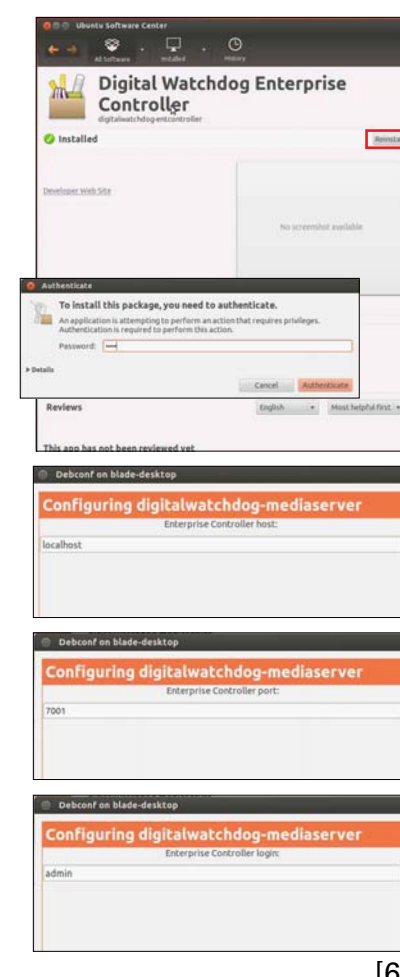 Ubuntu Software Center
All Software
Installed
History
Digital Watchdog Enterprise
Controller
digitalwatchdog-entcontroller
Installed
Developer Web Site
No screenshot available
Authenticate
To install this package, you need to authenticate.
An application is attempting to perform an action that requires privileges.
Authentication is required to perform this action.
Password:
Details
Cancel Authenticate
Reviews English Most helpful first
This app has not been reviewed yet
Debconf on blade-desktop
Configuring digitalwatchdog-mediaserver
Enterprise Controller host:
localhost
Debconf on blade-desktop
Configuring digitalwatchdog-mediaserver
Enterprise Controller port:
7001
Debconf on blade-desktop
Configuring digitalwatchdog-mediaserver
Enterprise Controller login:
admin